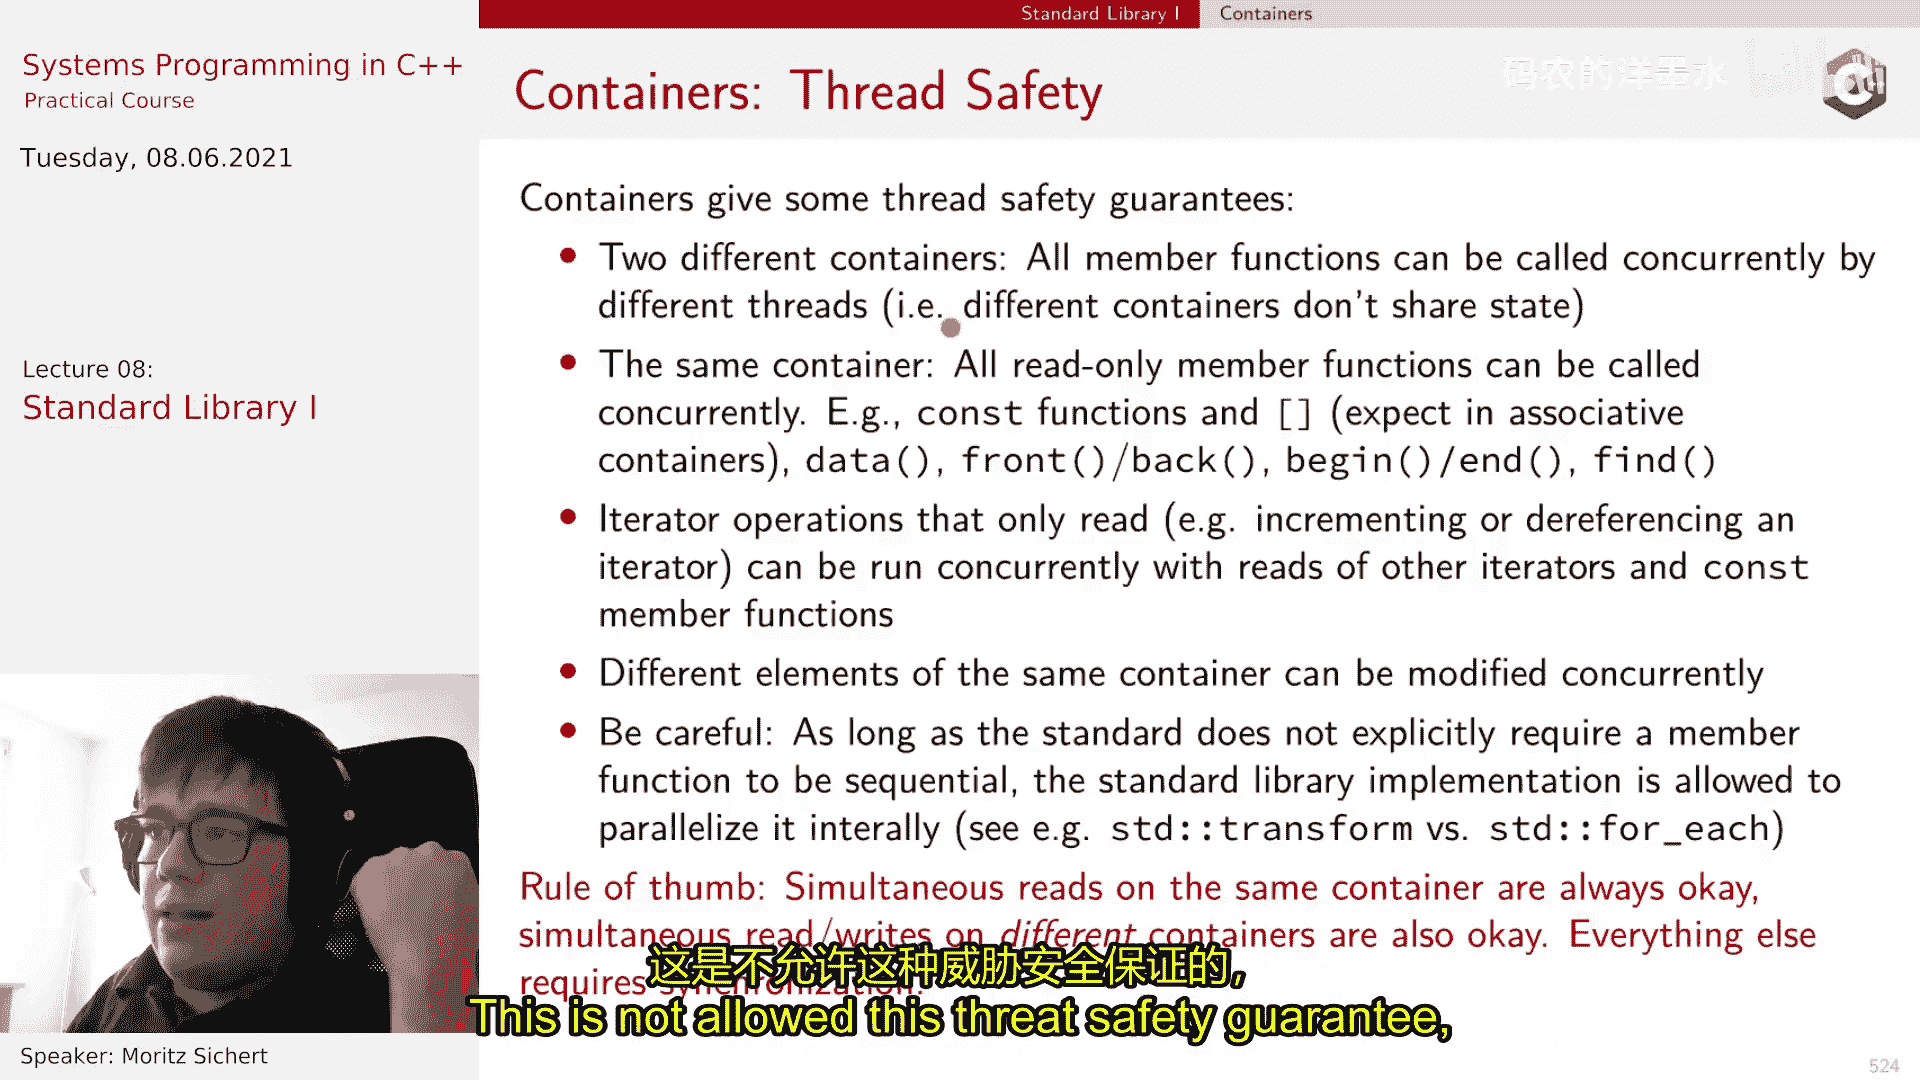 Standard Library I
Containers
Systems Programming in C++
Practical Course
Tuesday, 08.06.2021
Lecture 08:
Standard Library I
Containers: Thread Safety
码农的洋墨水
Containers give some thread safety guarantees:
• Two different containers: All member functions can be called concurrently by
different threads (i.e. different containers don't share state)
• The same container: All read-only member functions can be called
concurrently. E.g., const functions and [] (expect in associative
containers), data(), front()/back(), begin()/end(), find()
• Iterator operations that only read (e.g. incrementing or dereferencing an
iterator) can be run concurrently with reads of other iterators and const
member functions
• Different elements of the same container can be modified concurrently
• Be careful: As long as the standard does not explicitly require a member
function to be sequential, the standard library implementation is allowed to
parallelize it interally (see e.g. std::transform vs. std::for_each)
Rule of thumb: Simultaneous reads on the same container are always okay,
simultaneous read/writes on different containers are also okay. Everything else
requires synchronization.
这是不允许这种威胁安全保证的,
This is not allowed this threat safety guarantee,
Speaker: Moritz Sichert
524